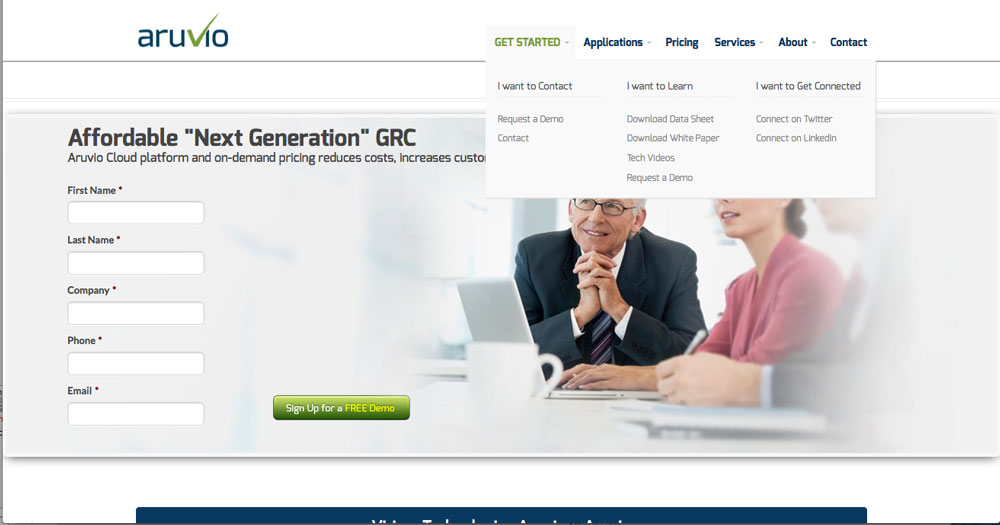 aruvio
GET STARTED Applications Pricing Services About Contact
I want to Contact
Request a Demo
Contact
I want to Learn
Download Data Sheet
Download White Paper
Tech Videos
Request a Demo
I want to Get Connected
Connect on Twitter
Connect on LinkedIn
Affordable "Next Generation" GRC
Aruvio Cloud platform and on-demand pricing reduces costs, increases custo
First Name *
Last Name *
Company *
Phone *
Email *
Sign Up for a FREE Demo